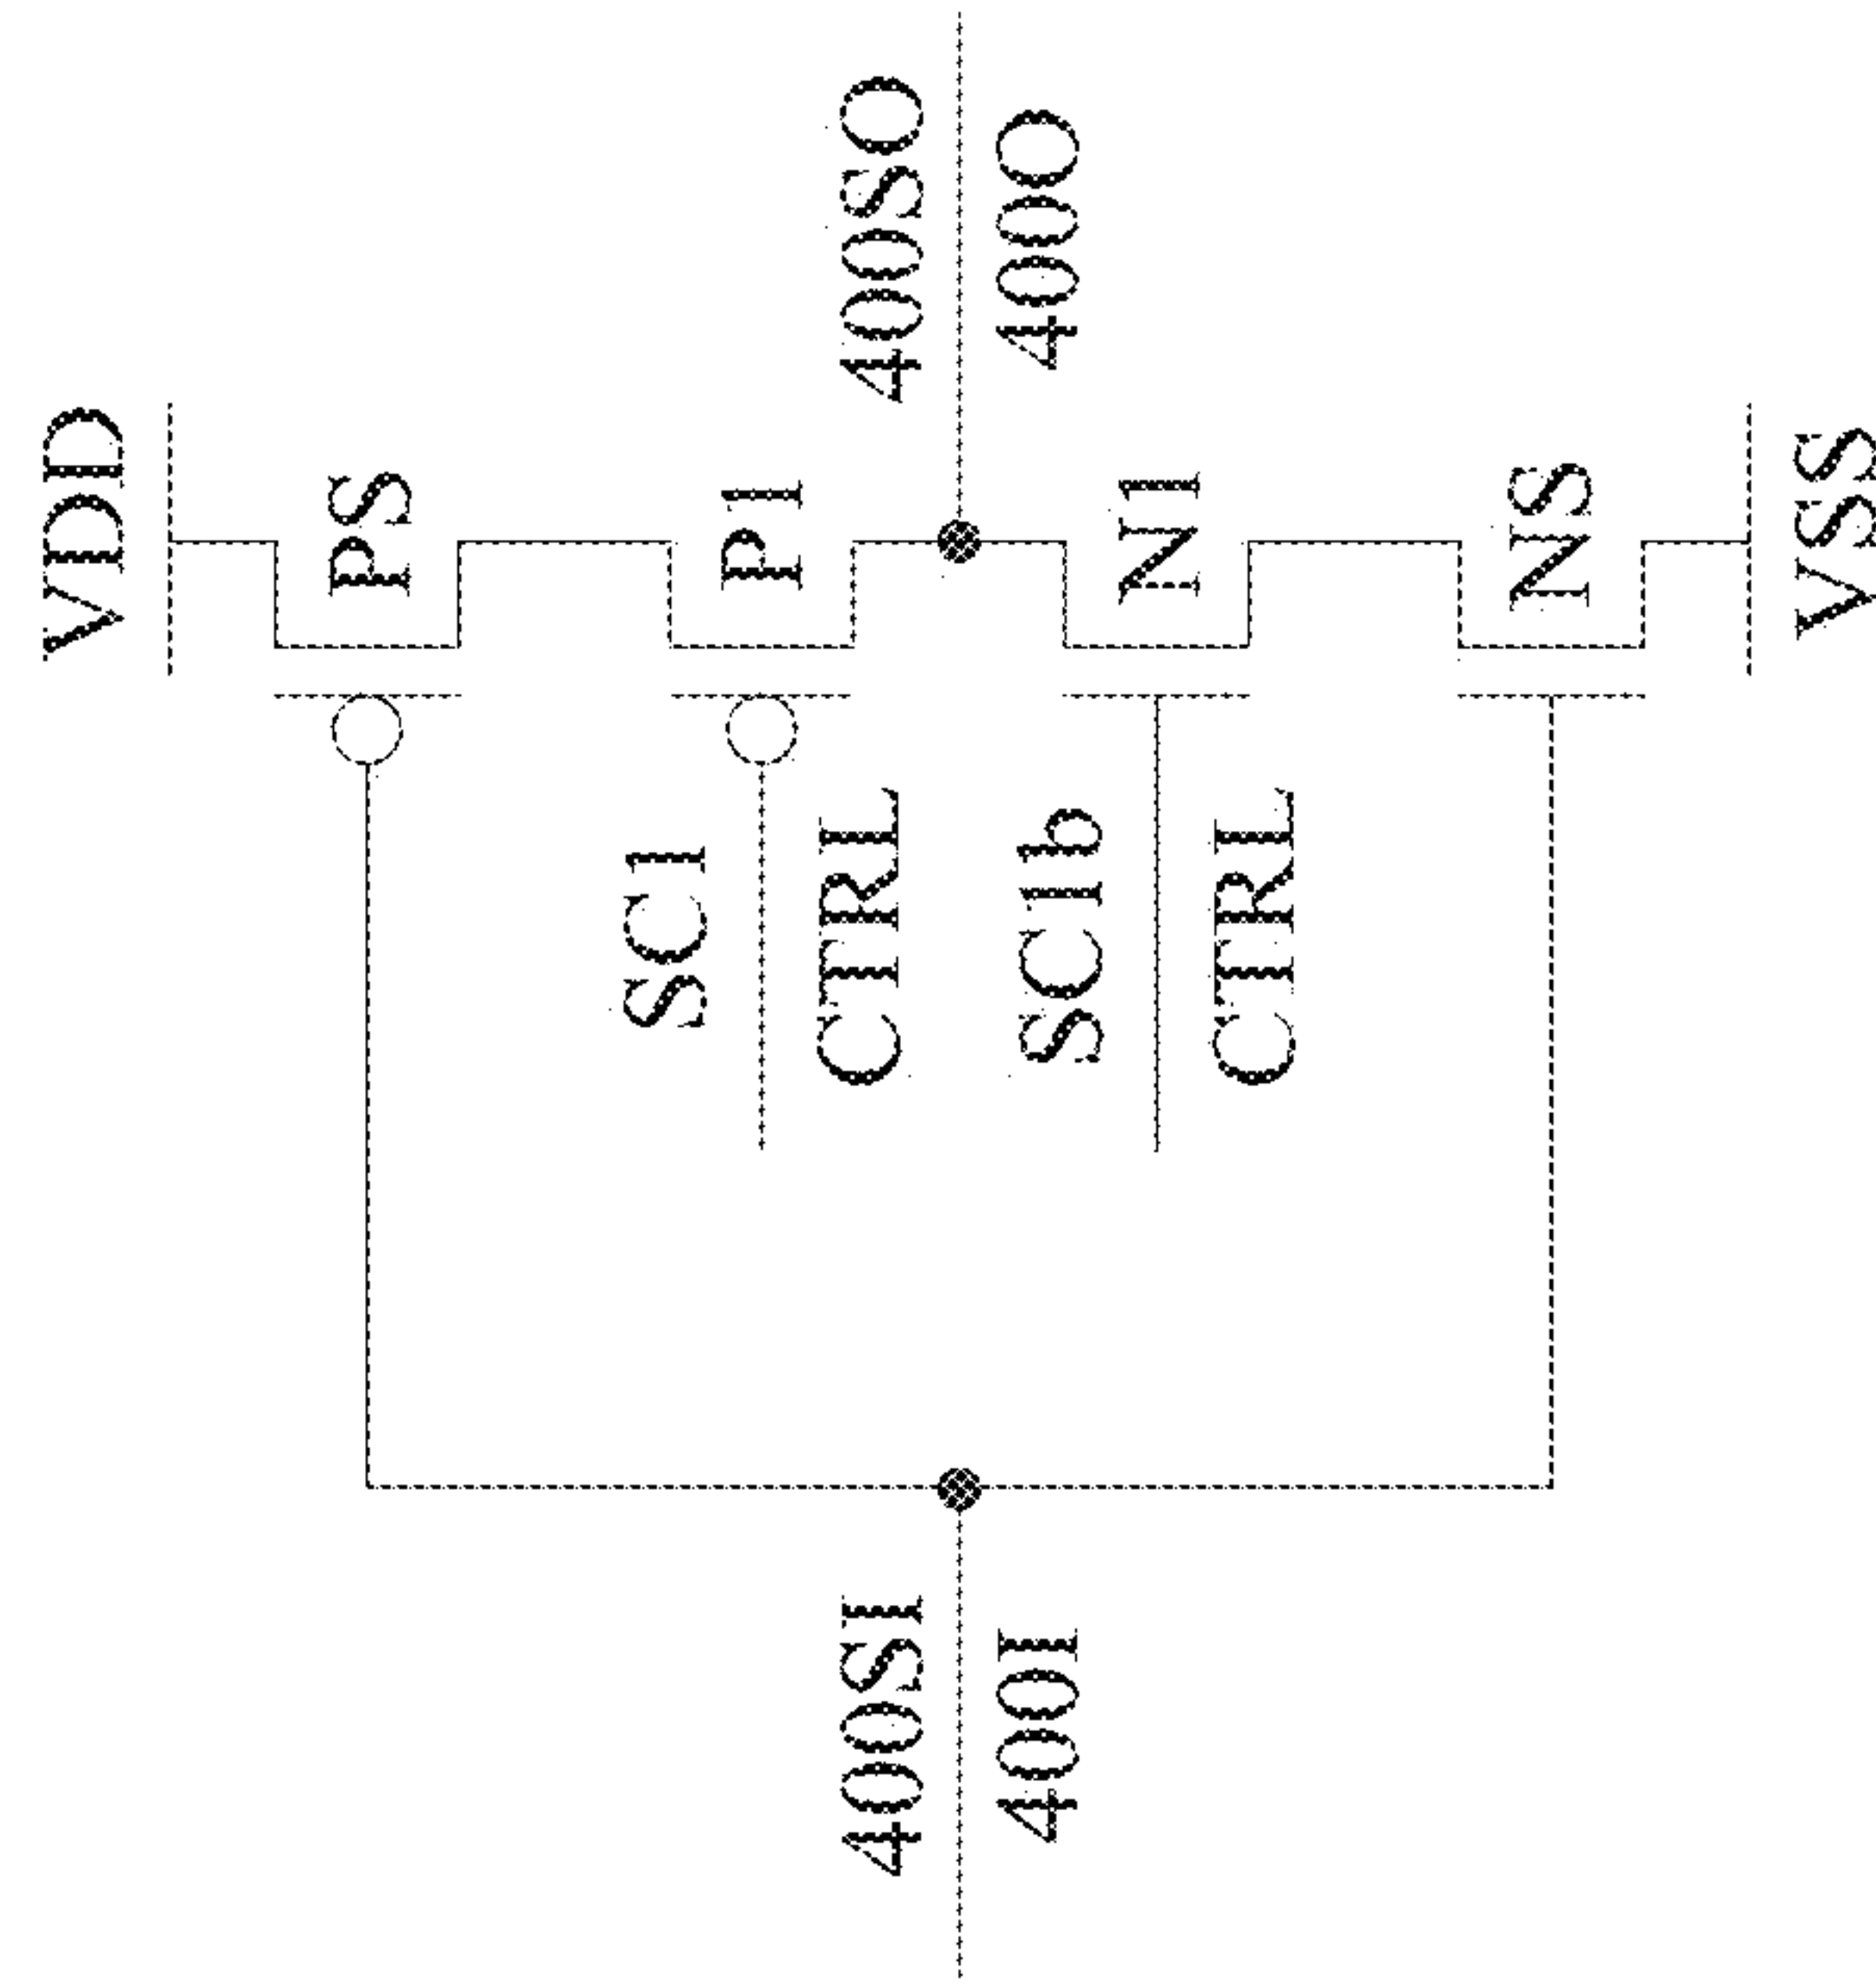 VDD
PS
SC1
P1
CTRL
400SI
400SO
400I
400O
SC1b
N1
CTRL
NS
VSS